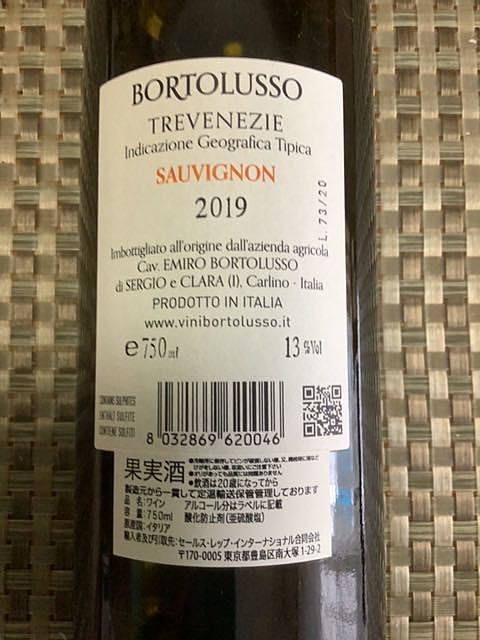 BORTOLUSSO
TREVENEZIE
Indicazione Geografica Tipica
SAUVIGNON
2019
L.73/20
Imbottigliato all'origine dall'azienda agricola
Cav. EMIRO BORTOLUSSO
di SERGIO e CLARA (I), Carlino - Italia
PRODOTTO IN ITALIA
www.vinibortolusso.it
e 750 ml
13 %Vol
CONTAINS SULPHITES
ENTHÄLT SULFITE
CONTIENE SOLFITI
8 032869 620046
果実酒
●飲酒は20歳になってから
製造元から一貫して定温輸送保管管理しております
品 名:ワイン アルコール分はラベルに記載
容 量:750ml 酸化防止剤(亜硫酸塩)
原産国:イタリア
輸入者及び引取先:セールス・レップ・インターナショナル合同会社
〒170-0005 東京都豊島区南大塚 1-29-2